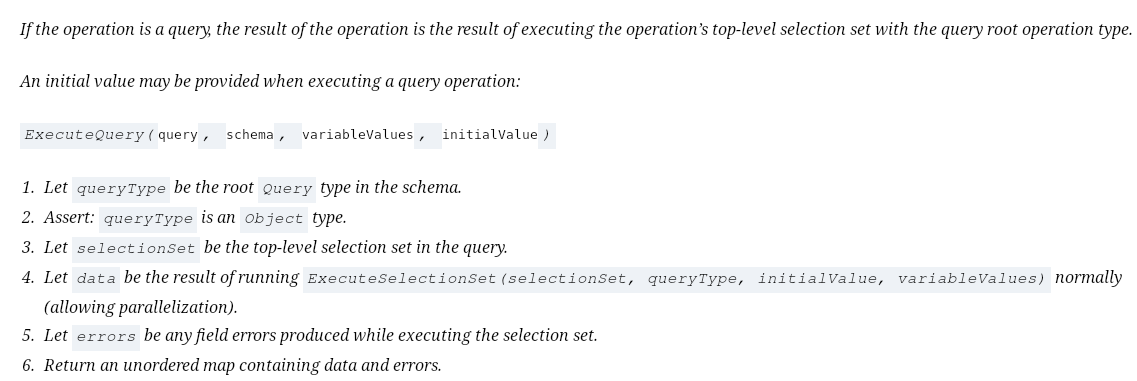 If the operation is a query, the result of the operation is the result of executing the operation’s top-level selection set with the query root operation type.
An initial value may be provided when executing a query operation:
ExecuteQuery(query, schema, variableValues, initialValue)
1. Let queryType be the root Query type in the schema.
2. Assert: queryType is an Object type.
3. Let selectionSet be the top-level selection set in the query.
4. Let data be the result of running ExecuteSelectionSet(selectionSet, queryType, initialValue, variableValues) normally
(allowing parallelization).
5. Let errors be any field errors produced while executing the selection set.
6. Return an unordered map containing data and errors.